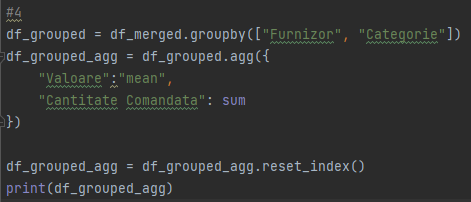 #4
df_grouped = df_merged.groupby(["Furnizor", "Categorie"])
df_grouped_agg = df_grouped.agg({
    "Valoare":"mean",
    "Cantitate Comandata": sum
})

df_grouped_agg = df_grouped_agg.reset_index()
print(df_grouped_agg)